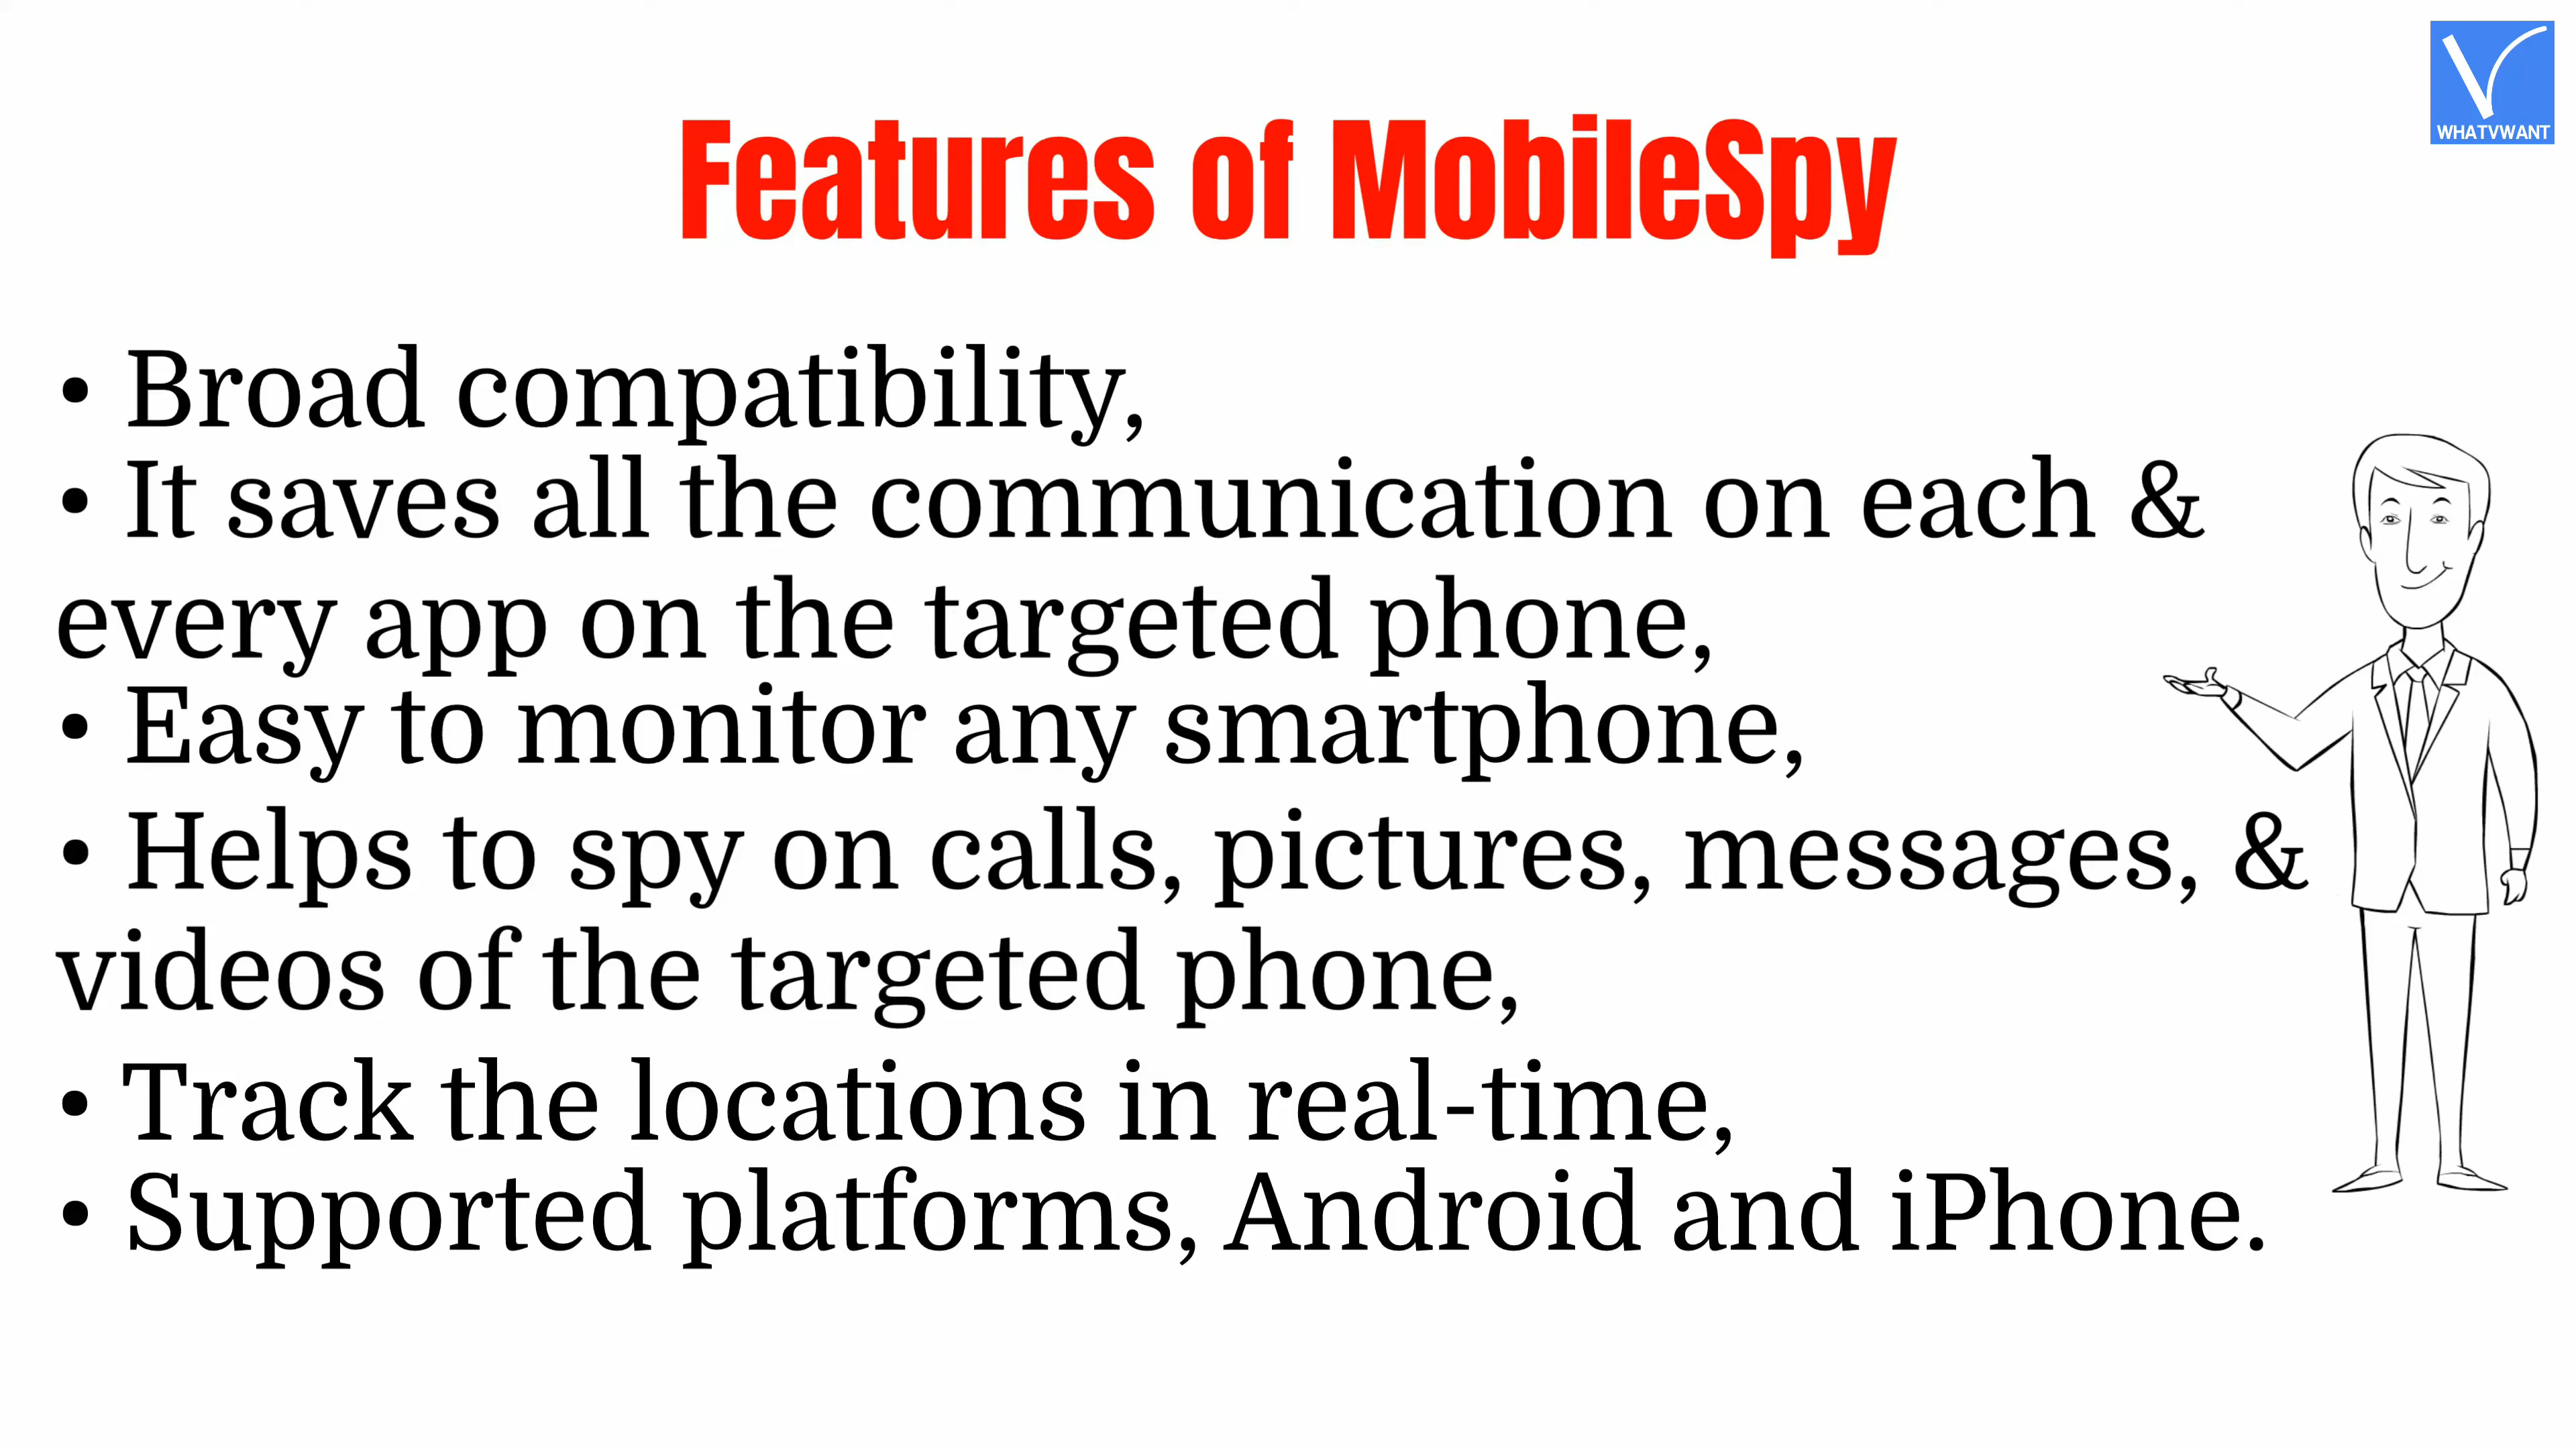 WHATVWANT
Features of MobileSpy
• Broad compatibility,
• It saves all the communication on each &
every app on the targeted phone,
• Easy to monitor any smartphone,
• Helps to spy on calls, pictures, messages, &
videos of the targeted phone,
• Track the locations in real-time,
• Supported platforms, Android and iPhone.